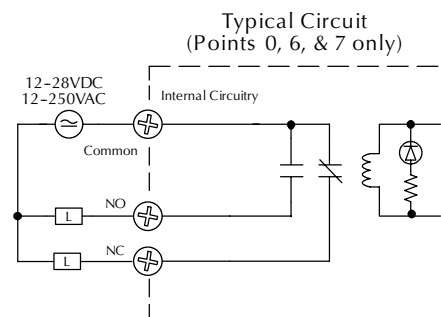 Typical Circuit
(Points 0, 6, & 7 only)
12–28VDC
12–250VAC
Internal Circuitry
Common
L
NO
L
NC